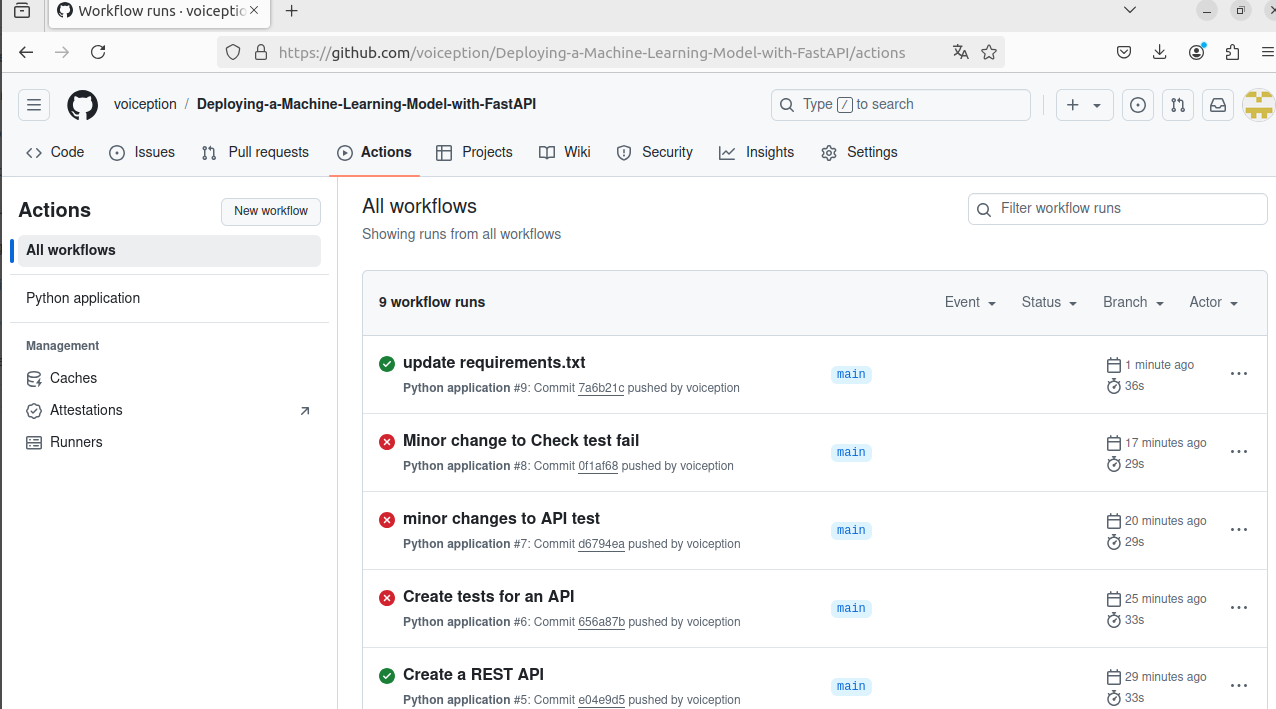 Workflow runs · voiceptio
https://github.com/voiception/Deploying-a-Machine-Learning-Model-with-FastAPI/actions
voiception / Deploying-a-Machine-Learning-Model-with-FastAPI
Type / to search
Code Issues Pull requests Actions Projects Wiki Security Insights Settings
Actions
New workflow
All workflows
Python application
Management
Caches
Attestations
Runners
All workflows
Showing runs from all workflows
Filter workflow runs
9 workflow runs
Event Status Branch Actor
update requirements.txt
Python application #9: Commit 7a6b21c pushed by voiception
main
1 minute ago
36s
Minor change to Check test fail
Python application #8: Commit 0f1af68 pushed by voiception
main
17 minutes ago
29s
minor changes to API test
Python application #7: Commit d6794ea pushed by voiception
main
20 minutes ago
29s
Create tests for an API
Python application #6: Commit 656a87b pushed by voiception
main
25 minutes ago
33s
Create a REST API
Python application #5: Commit e04e9d5 pushed by voiception
main
29 minutes ago
33s